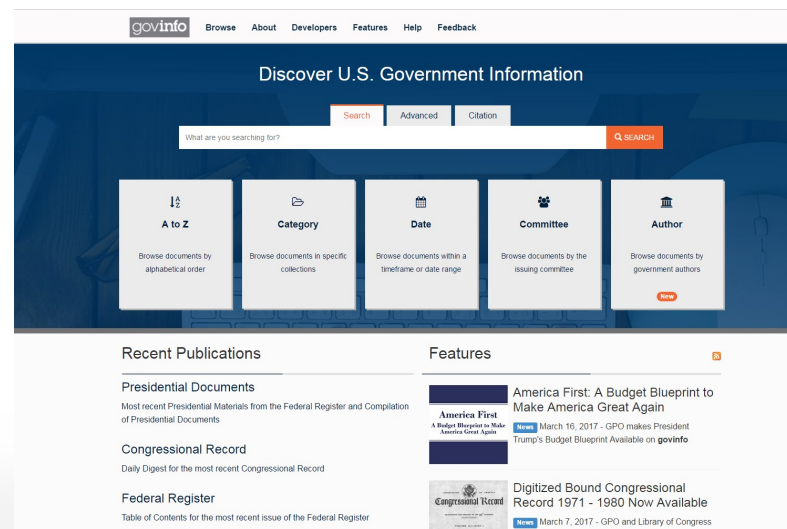 govinfo Browse About Developers Features Help Feedback
Discover U.S. Government Information
Search Advanced Citation
What are you searching for? SEARCH
A to Z
Browse documents by
alphabetical order
Category
Browse documents in specific
collections
Date
Browse documents within a
timeframe or date range
Committee
Browse documents by the
issuing committee
Author
Browse documents by
government authors
New
Recent Publications
Presidential Documents
Most recent Presidential Materials from the Federal Register and Compilation
of Presidential Documents
Congressional Record
Daily Digest for the most recent Congressional Record
Federal Register
Table of Contents for the most recent issue of the Federal Register
Features
America First
A Budget Blueprint to Make
America Great Again
America First: A Budget Blueprint to
Make America Great Again
News March 16, 2017 - GPO makes President
Trump's Budget Blueprint Available on govinfo
Congressional Record
Digitized Bound Congressional
Record 1971 - 1980 Now Available
News March 7, 2017 - GPO and Library of Congress